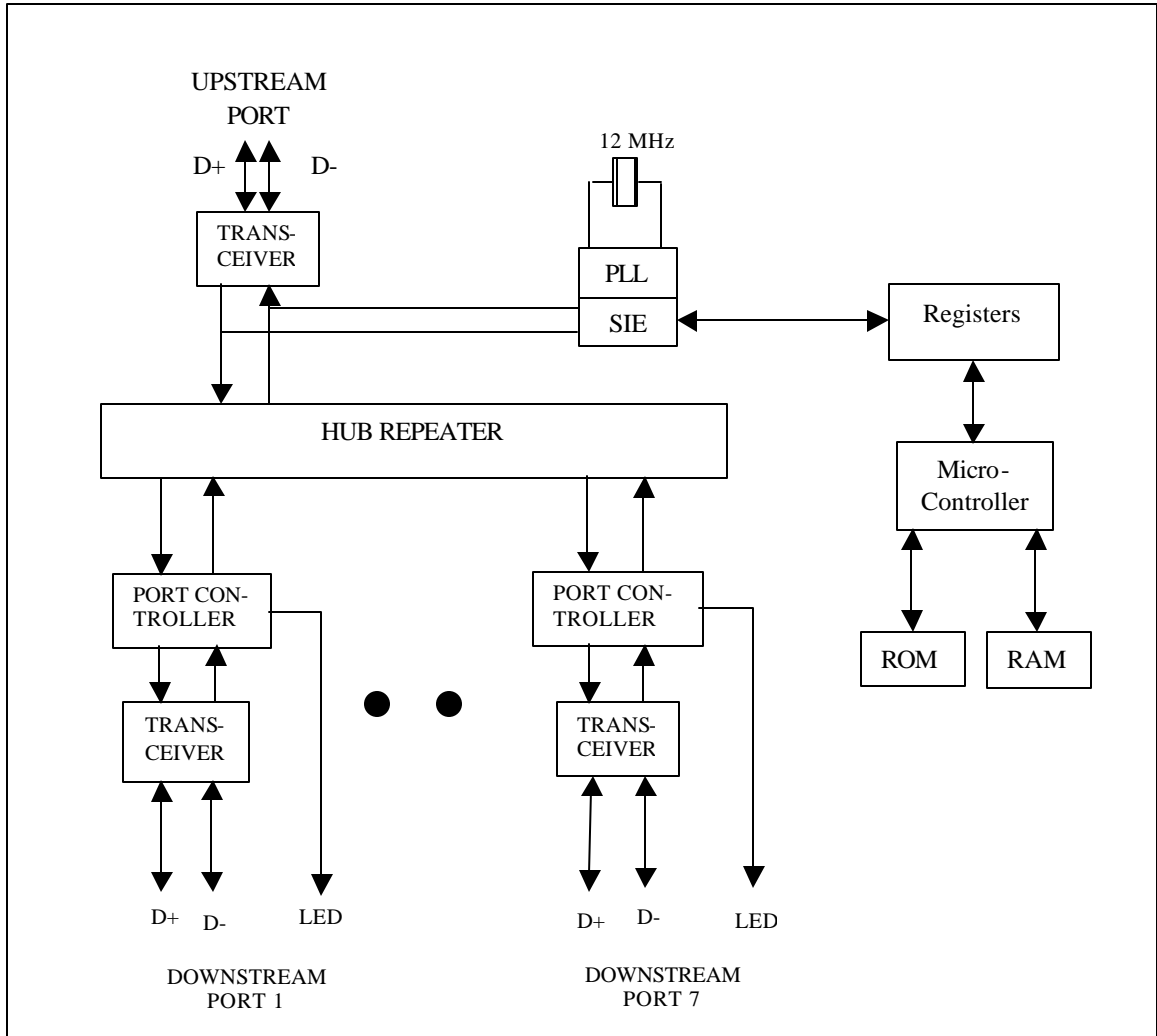 UPSTREAM
PORT
D+
D-
12 MHz
TRANS-
CEIVER
PLL
SIE
Registers
HUB REPEATER
Micro-
Controller
PORT CON-
TROLLER
PORT CON-
TROLLER
ROM
RAM
TRANS-
CEIVER
TRANS-
CEIVER
D+
D-
LED
D+
D-
LED
DOWNSTREAM
PORT 1
DOWNSTREAM
PORT 7